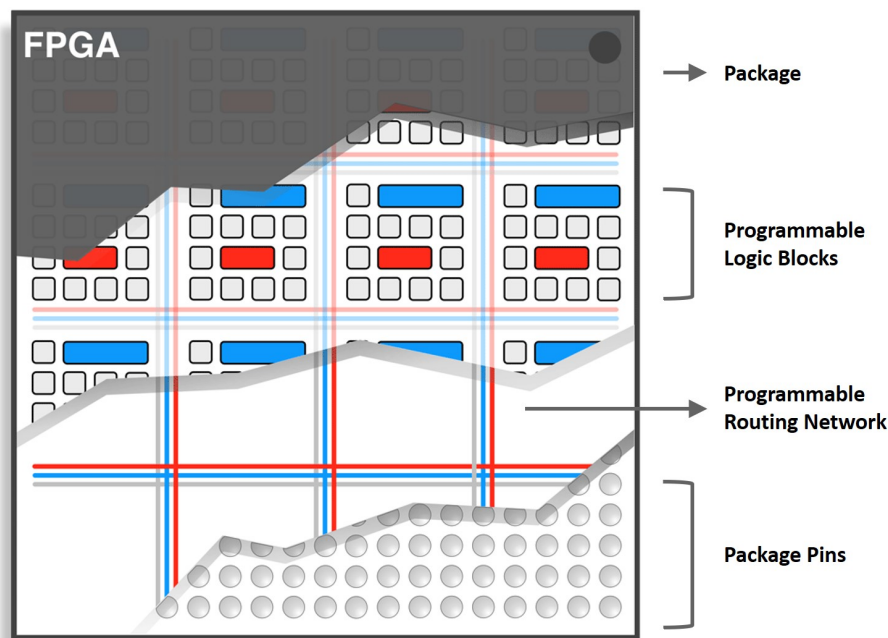 FPGA
Package
Programmable
Logic Blocks
Programmable
Routing Network
Package Pins